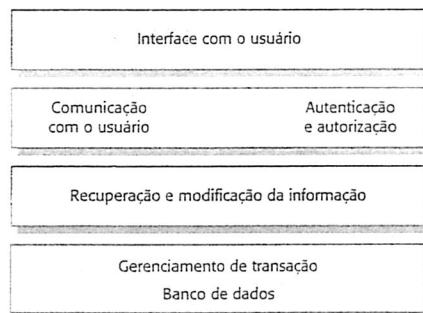 Interface com o usuário
Comunicação Autenticação
com o usuário e autorização
Recuperação e modificação da informação
Gerenciamento de transação
Banco de dados